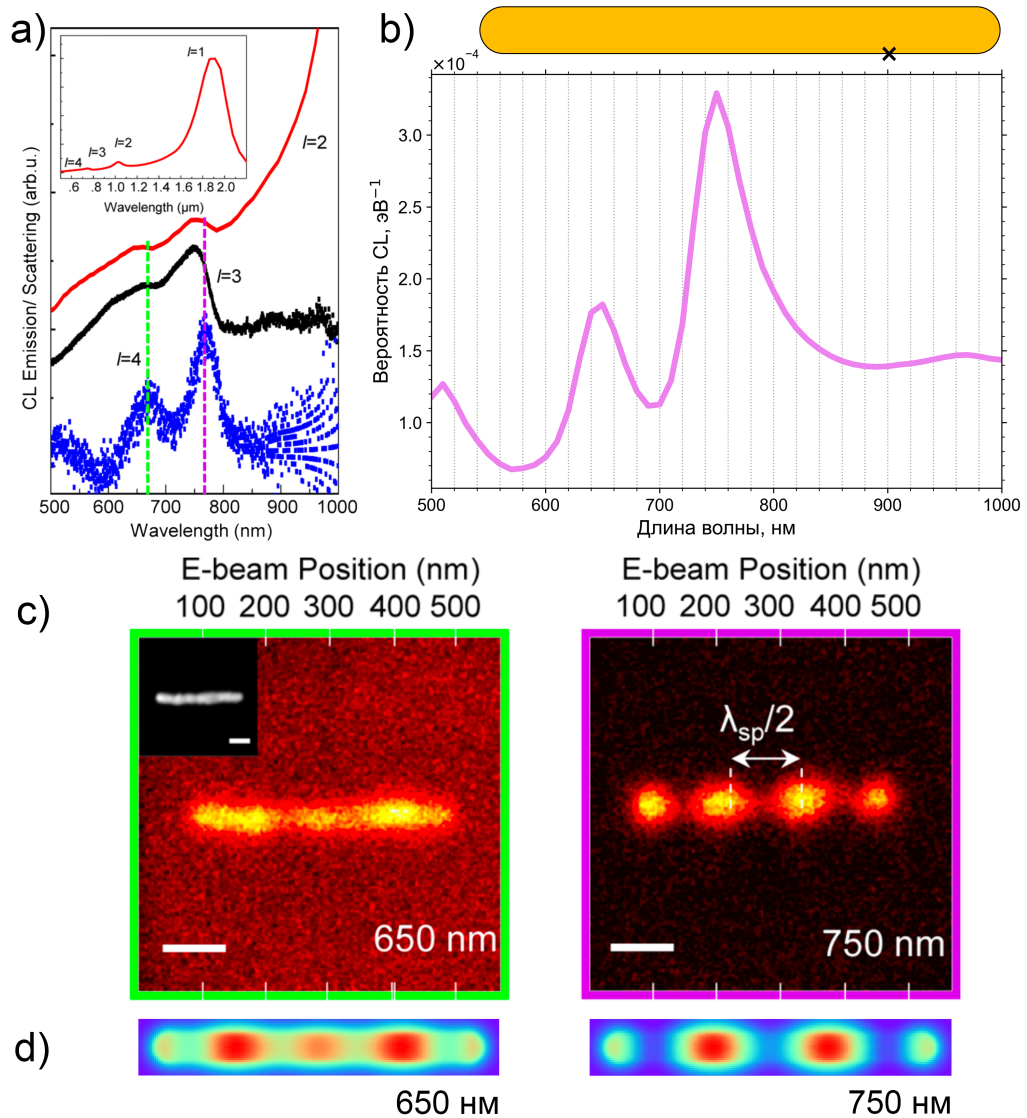 a)
CL Emission/ Scattering (arb.u.)
l=1
l=2
l=3
l=4
.6 .8 1.0 1.2 1.4 1.6 1.8 2.0
Wavelength (μm)
l=2
l=3
l=4
500 600 700 800 900 1000
Wavelength (nm)
b)
×10⁻⁴
Вероятность CL, эВ⁻¹
3.0
2.5
2.0
1.5
1.0
500 600 700 800 900 1000
Длина волны, нм
c)
E-beam Position (nm)
100 200 300 400 500
650 nm
E-beam Position (nm)
100 200 300 400 500
λsp/2
750 nm
d)
650 нм
750 нм